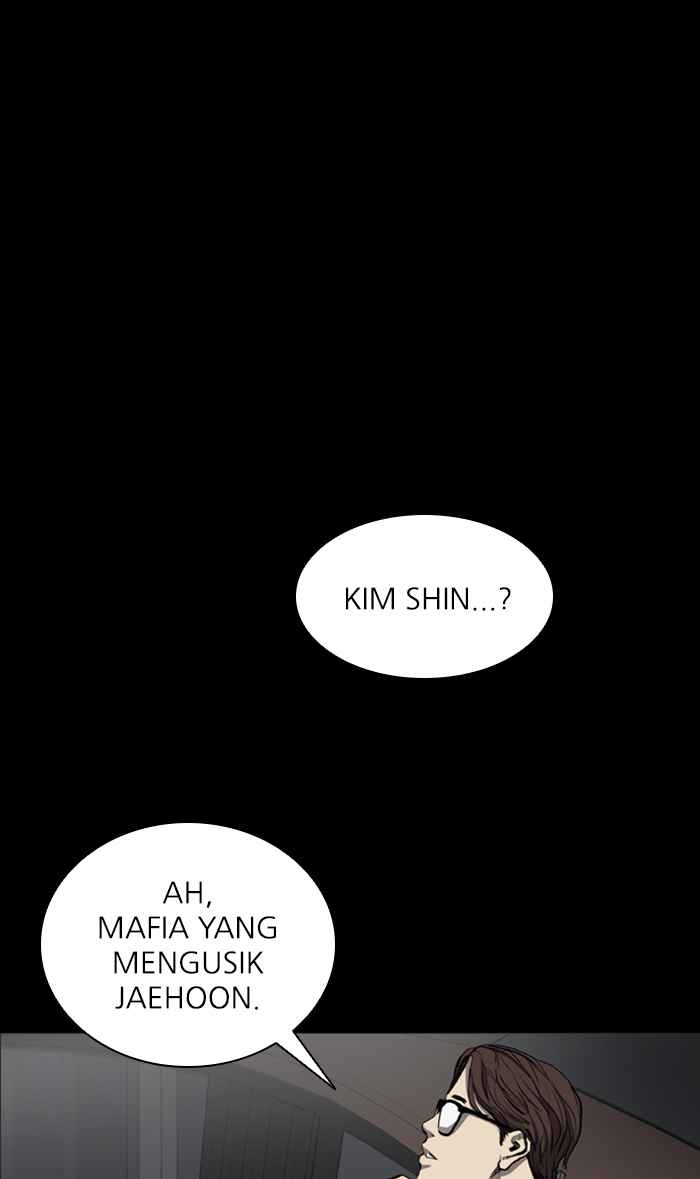 KIM SHIN...?
AH,
MAFIA YANG
MENGUSIK
JAEHOON.